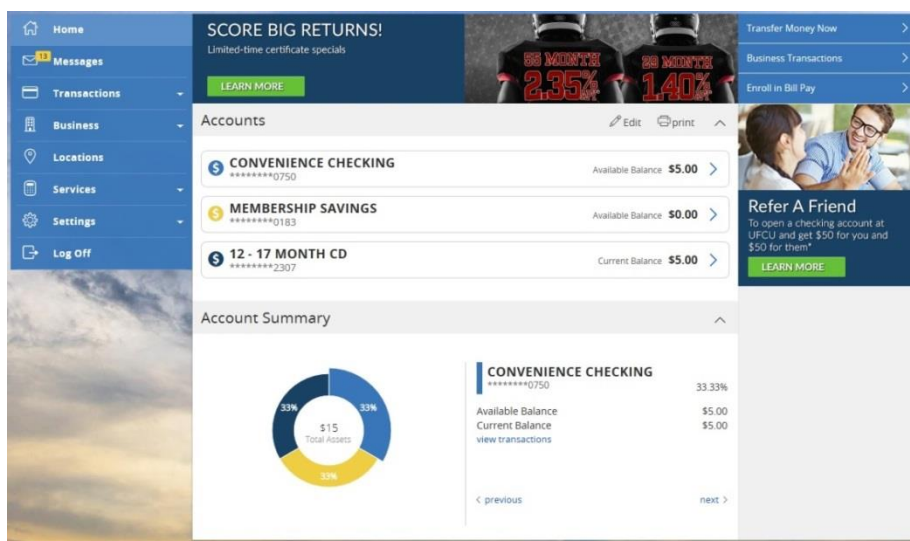 Home
13
Messages
Transactions
Business
Locations
Services
Settings
Log Off
SCORE BIG RETURNS!
Limited-time certificate specials
LEARN MORE
55 MONTH
2.35%
29 MONTH
1.40%
Transfer Money Now
Business Transactions
Enroll in Bill Pay
Accounts
Edit
print
CONVENIENCE CHECKING
********0750
Available Balance $5.00
MEMBERSHIP SAVINGS
********0183
Available Balance $0.00
12 - 17 MONTH CD
********2307
Current Balance $5.00
Refer A Friend
To open a checking account at
UFCU and get $50 for you and
$50 for them*
LEARN MORE
Account Summary
33%
33%
$15
Total Assets
33%
CONVENIENCE CHECKING
********0750
33.33%
Available Balance $5.00
Current Balance $5.00
view transactions
< previous
next >